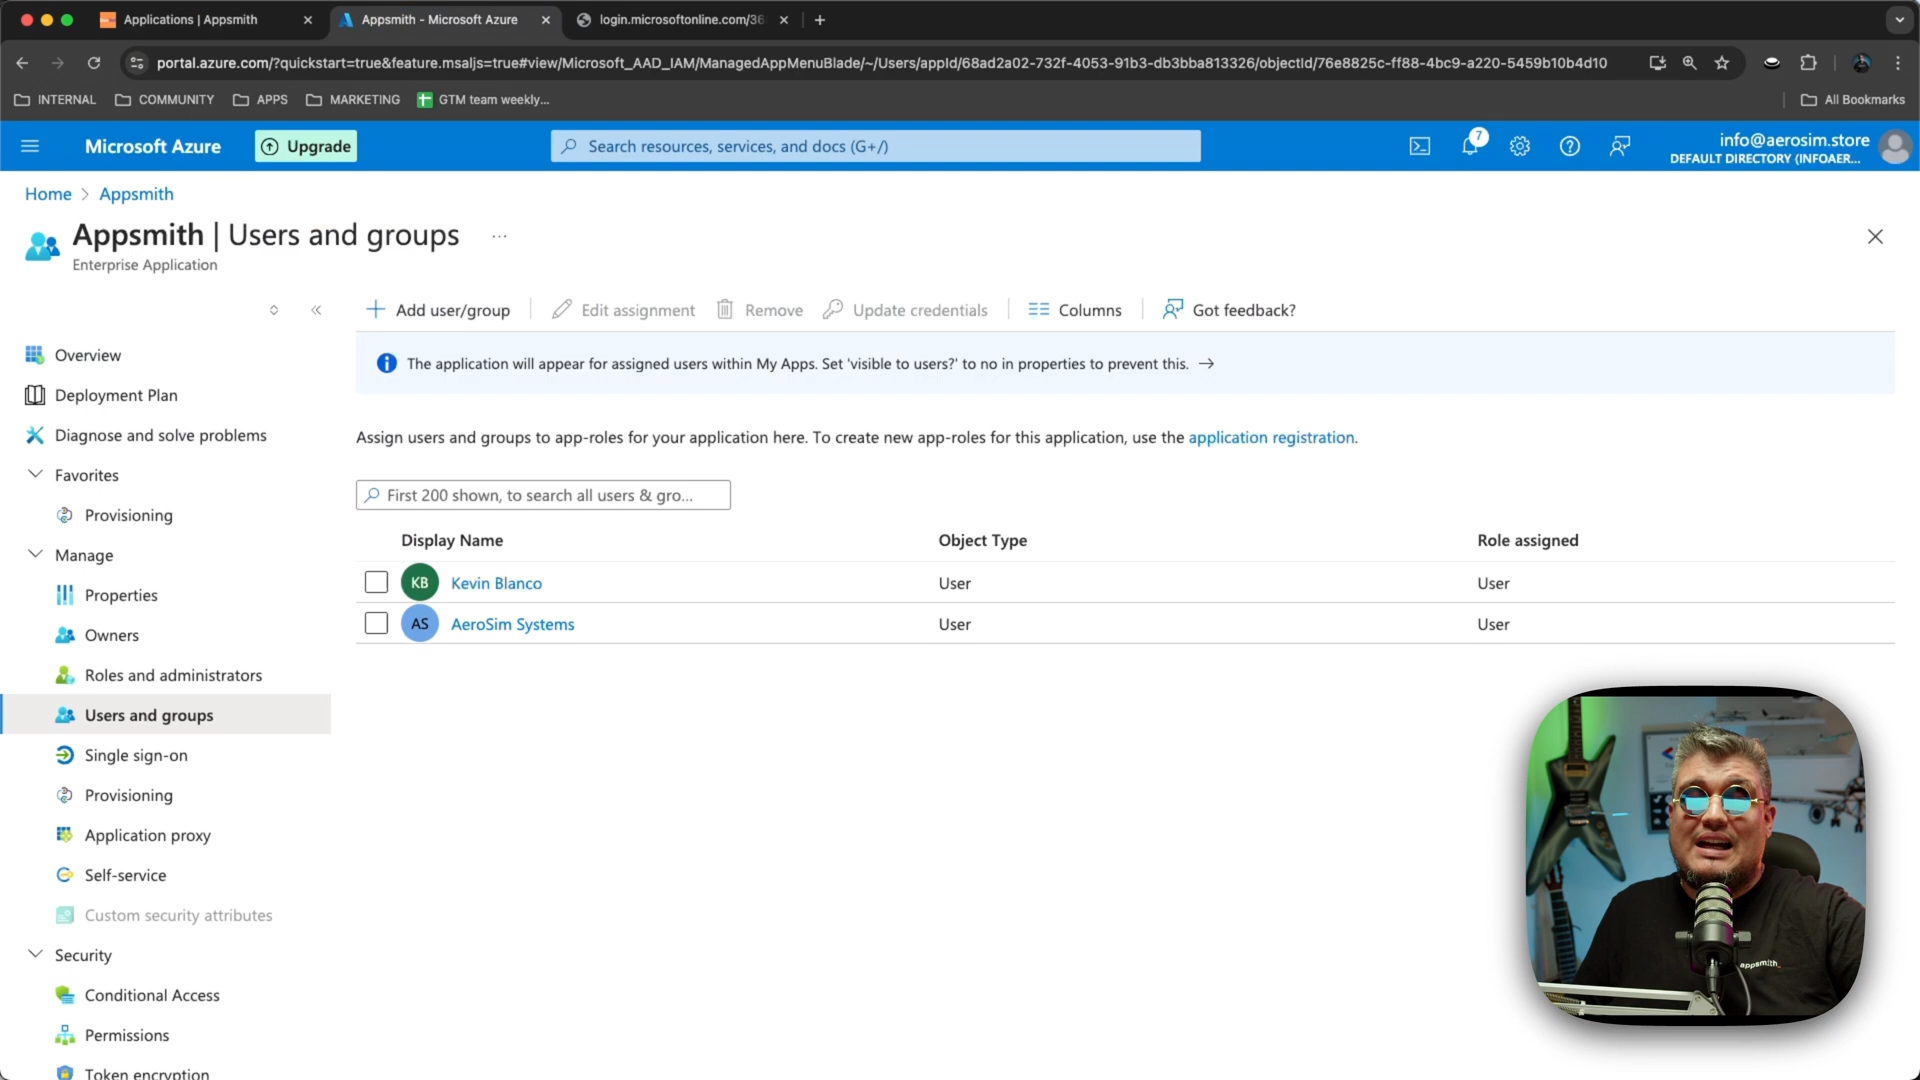 Applications | Appsmith
Appsmith - Microsoft Azure
login.microsoftonline.com/36
portal.azure.com/?quickstart=true&feature.msaljs=true#view/Microsoft_AAD_IAM/ManagedAppMenuBlade/~/Users/appId/68ad2a02-732f-4053-91b3-db3bba813326/objectId/76e8825c-ff88-4bc9-a220-5459b10b4d10
INTERNAL
COMMUNITY
APPS
MARKETING
GTM team weekly...
All Bookmarks
Microsoft Azure
Upgrade
Search resources, services, and docs (G+/)
7
info@aerosim.store
DEFAULT DIRECTORY (INFOAER...
Home > Appsmith
Appsmith | Users and groups
...
Enterprise Application
Add user/group
Edit assignment
Remove
Update credentials
Columns
Got feedback?
The application will appear for assigned users within My Apps. Set 'visible to users?' to no in properties to prevent this. →
Assign users and groups to app-roles for your application here. To create new app-roles for this application, use the application registration.
First 200 shown, to search all users & gro...
Display Name
Object Type
Role assigned
KB
Kevin Blanco
User
User
AS
AeroSim Systems
User
User
Overview
Deployment Plan
Diagnose and solve problems
Favorites
Provisioning
Manage
Properties
Owners
Roles and administrators
Users and groups
Single sign-on
Provisioning
Application proxy
Self-service
Custom security attributes
Security
Conditional Access
Permissions
Token encryption
appsmith_